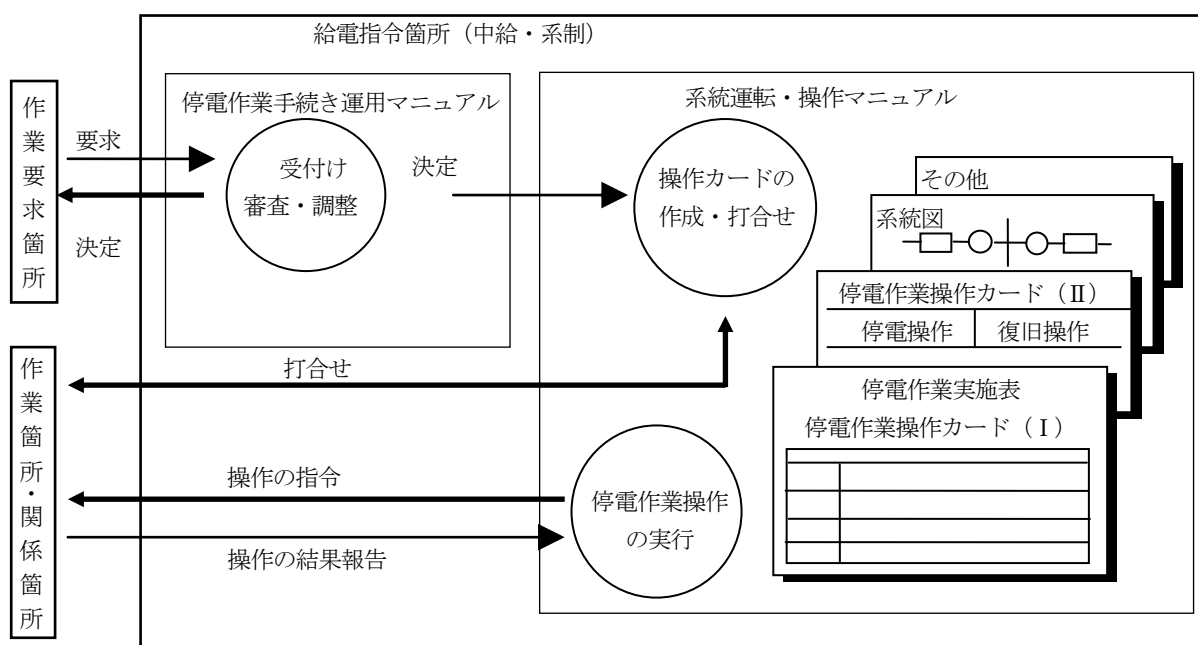 給電指令箇所（中給・系制）
作業要求箇所
停電作業手続き運用マニュアル
要求
受付け
審査・調整
決定
決定
系統運転・操作マニュアル
操作カードの
作成・打合せ
その他
系統図
停電作業操作カード（Ⅱ）
停電操作
復旧操作
停電作業実施表
停電作業操作カード（Ⅰ）
作業箇所・関係箇所
打合せ
操作の指令
操作の結果報告
停電作業操作
の実行